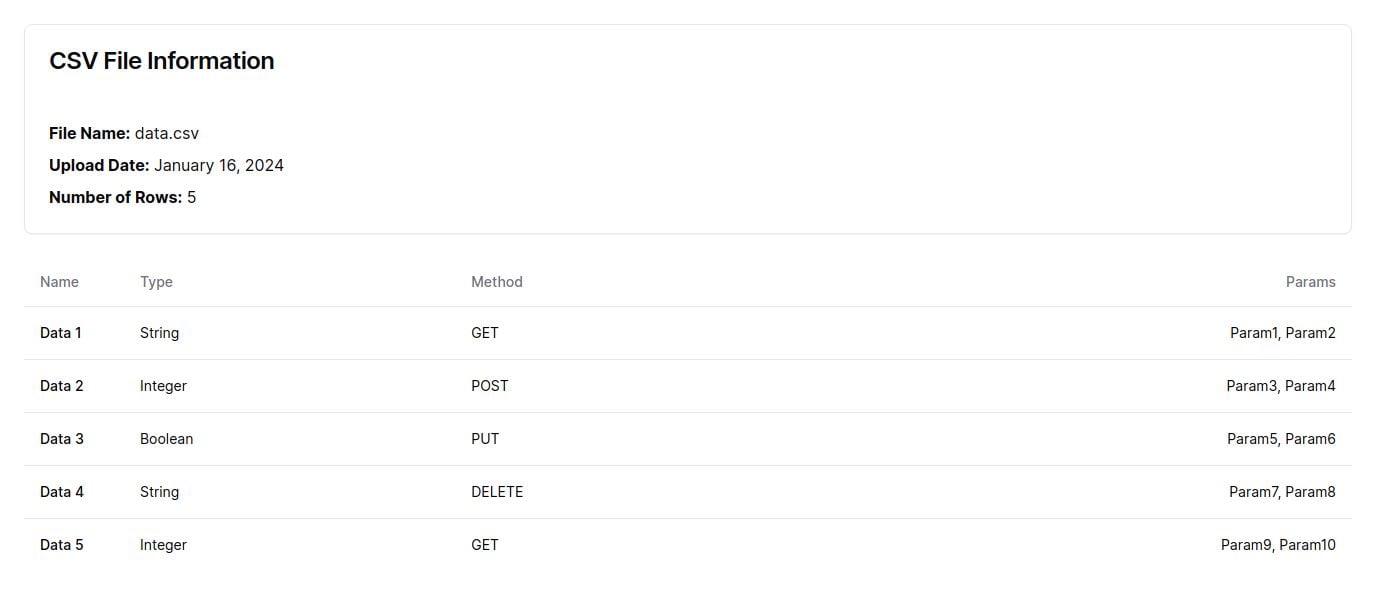 CSV File Information
File Name: data.csv
Upload Date: January 16, 2024
Number of Rows: 5
Name Type Method Params
Data 1 String GET Param1, Param2
Data 2 Integer POST Param3, Param4
Data 3 Boolean PUT Param5, Param6
Data 4 String DELETE Param7, Param8
Data 5 Integer GET Param9, Param10